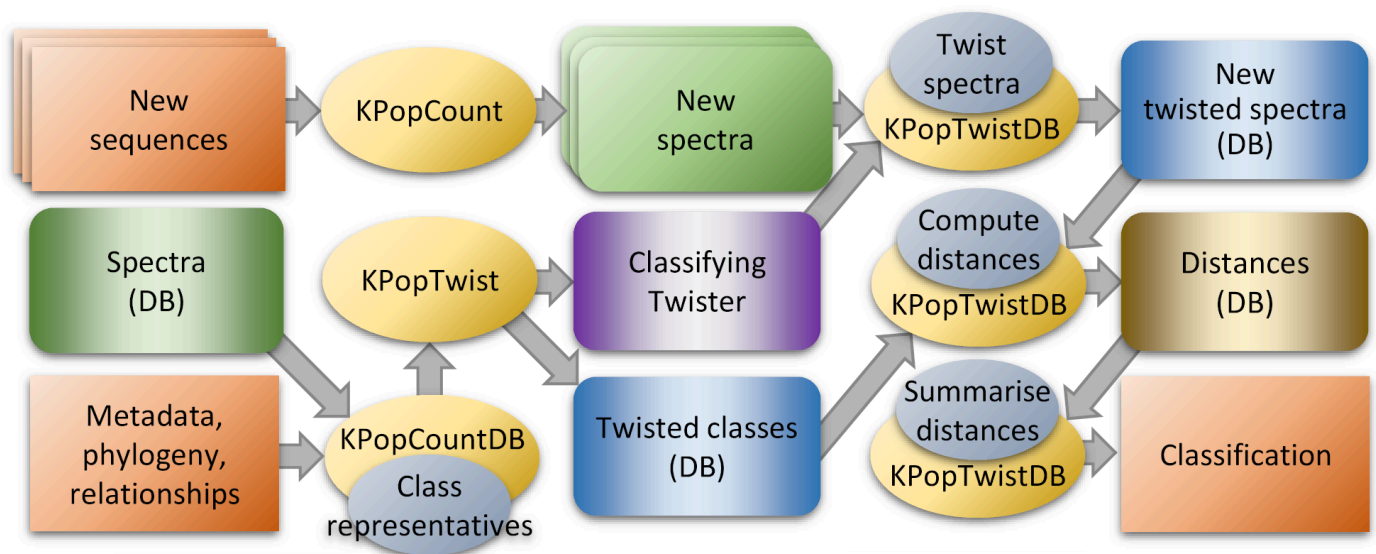 New
sequences
KPopCount
New
spectra
Twist
spectra
KPopTwistDB
New
twisted spectra
(DB)
Spectra
(DB)
KPopTwist
Classifying
Twister
Compute
distances
KPopTwistDB
Distances
(DB)
Metadata,
phylogeny,
relationships
KPopCountDB
Class
representatives
Twisted classes
(DB)
Summarise
distances
KPopTwistDB
Classification